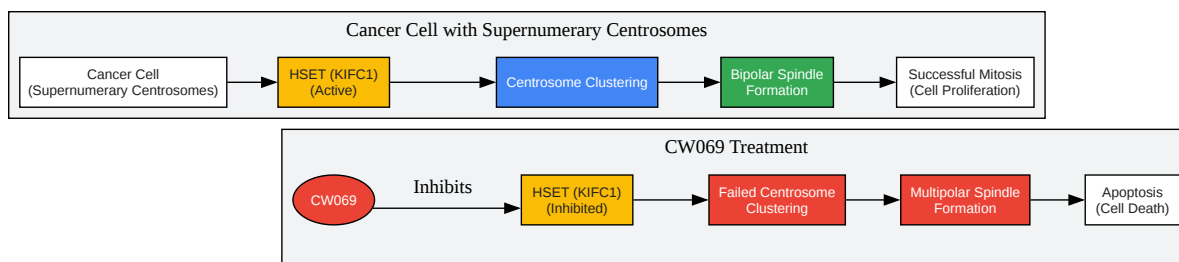 Cancer Cell with Supernumerary Centrosomes
Cancer Cell
(Supernumerary Centrosomes)
HSET (KIFC1)
(Active)
Centrosome Clustering
Bipolar Spindle
Formation
Successful Mitosis
(Cell Proliferation)
CW069 Treatment
CW069
Inhibits
HSET (KIFC1)
(Inhibited)
Failed Centrosome
Clustering
Multipolar Spindle
Formation
Apoptosis
(Cell Death)